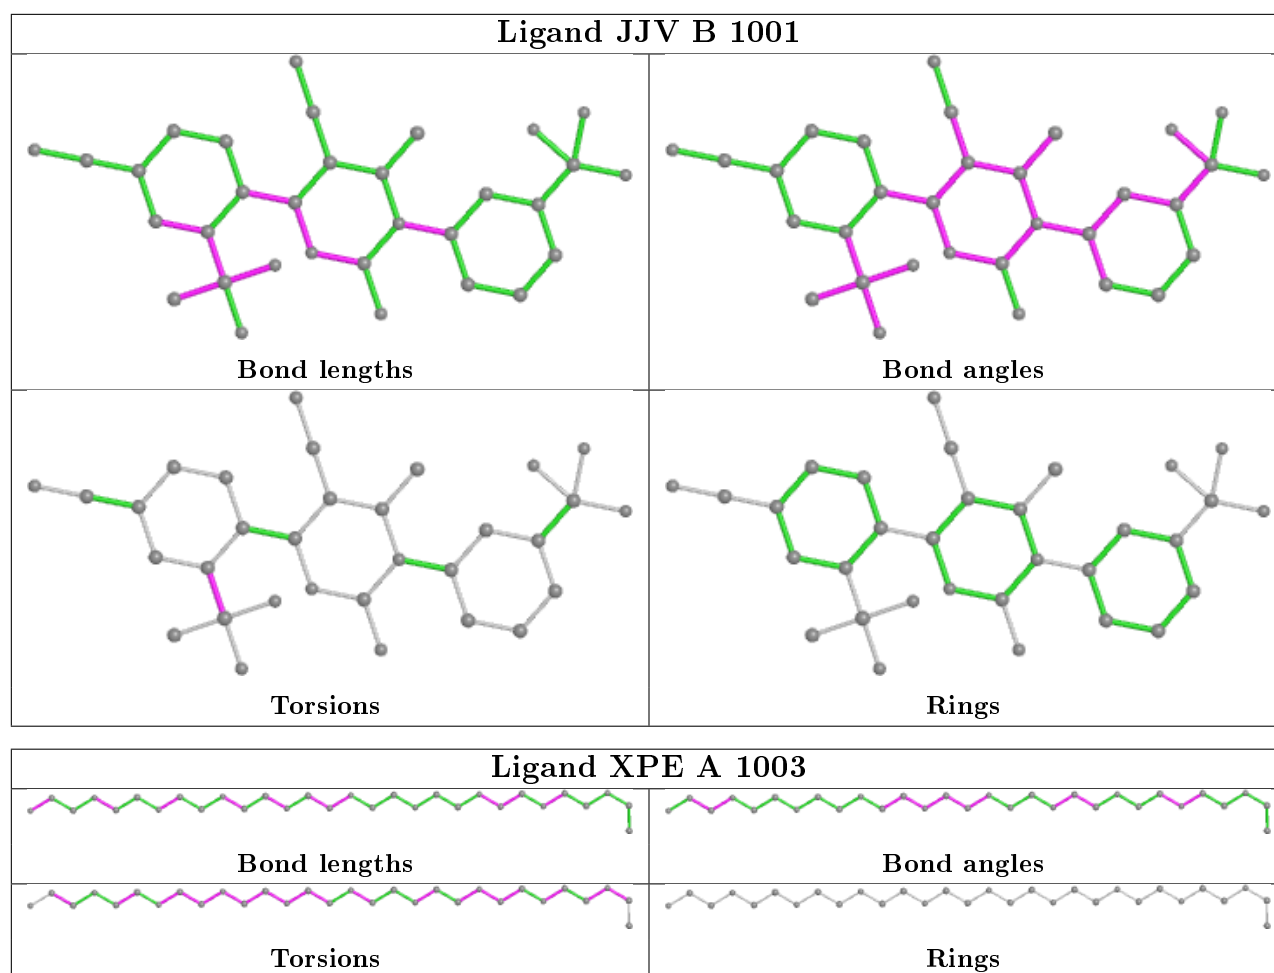 Ligand JJV B 1001
Bond lengths
Bond angles
Torsions
Rings
Ligand XPE A 1003
Bond lengths
Bond angles
Torsions
Rings